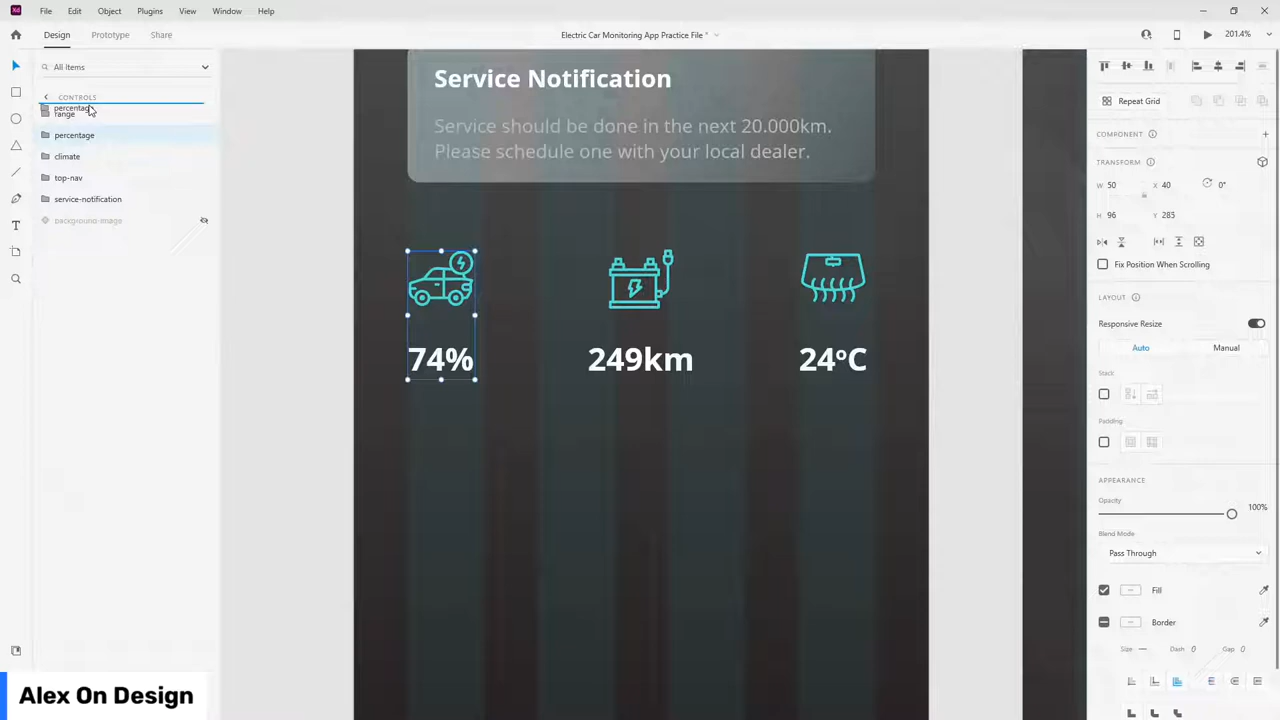 File Edit Object Plugins View Window Help
Design Prototype Share
Electric Car Monitoring App Practice File *
201.4%
All Items
CONTROLS
percentage
range
percentage
climate
top-nav
service-notification
background-image
Service Notification
Service should be done in the next 20.000km.
Please schedule one with your local dealer.
74%
249km
24ºC
Repeat Grid
COMPONENT
TRANSFORM
W 50 X 40 0°
H 96 Y 285
Fix Position When Scrolling
LAYOUT
Responsive Resize
Auto Manual
Stack
Padding
APPEARANCE
Opacity
100%
Blend Mode
Pass Through
Fill
Border
Size — Dash 0 Gap 0
Alex On Design